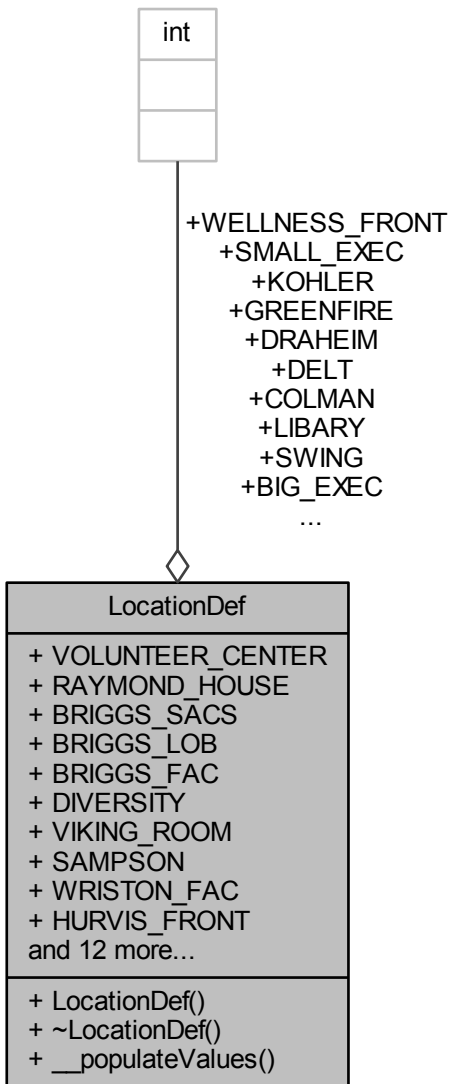 int
+WELLNESS_FRONT
+SMALL_EXEC
+KOHLER
+GREENFIRE
+DRAHEIM
+DELT
+COLMAN
+LIBARY
+SWING
+BIG_EXEC
...
LocationDef
+ VOLUNTEER_CENTER
+ RAYMOND_HOUSE
+ BRIGGS_SACS
+ BRIGGS_LOB
+ BRIGGS_FAC
+ DIVERSITY
+ VIKING_ROOM
+ SAMPSON
+ WRISTON_FAC
+ HURVIS_FRONT
and 12 more...
+ LocationDef()
+ ~LocationDef()
+ __populateValues()